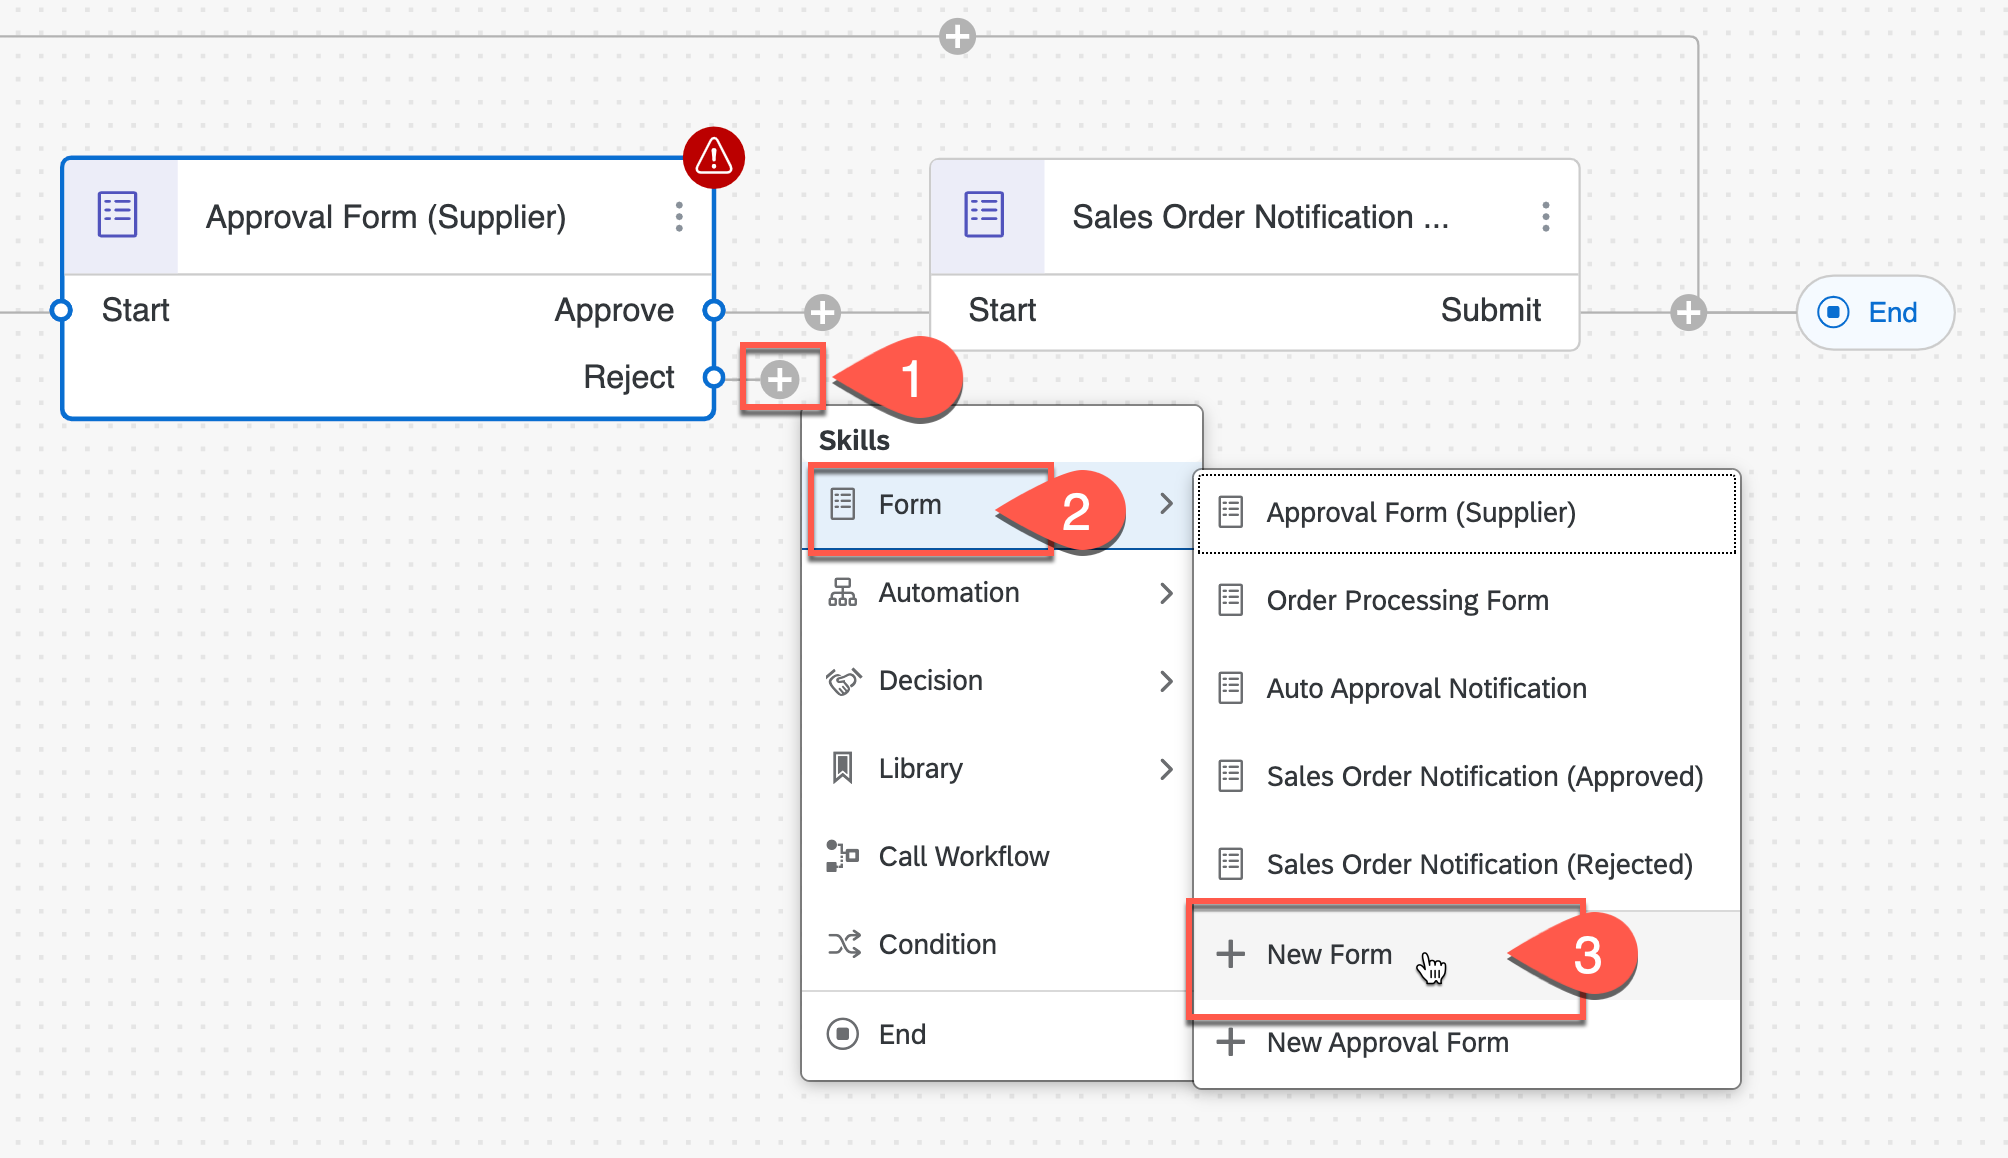 Approval Form (Supplier)
Sales Order Notification ...
Start
Approve
Reject
Start
Submit
End
1
Skills
Form
2
Automation
Decision
Library
Call Workflow
Condition
End
Approval Form (Supplier)
Order Processing Form
Auto Approval Notification
Sales Order Notification (Approved)
Sales Order Notification (Rejected)
New Form
3
New Approval Form